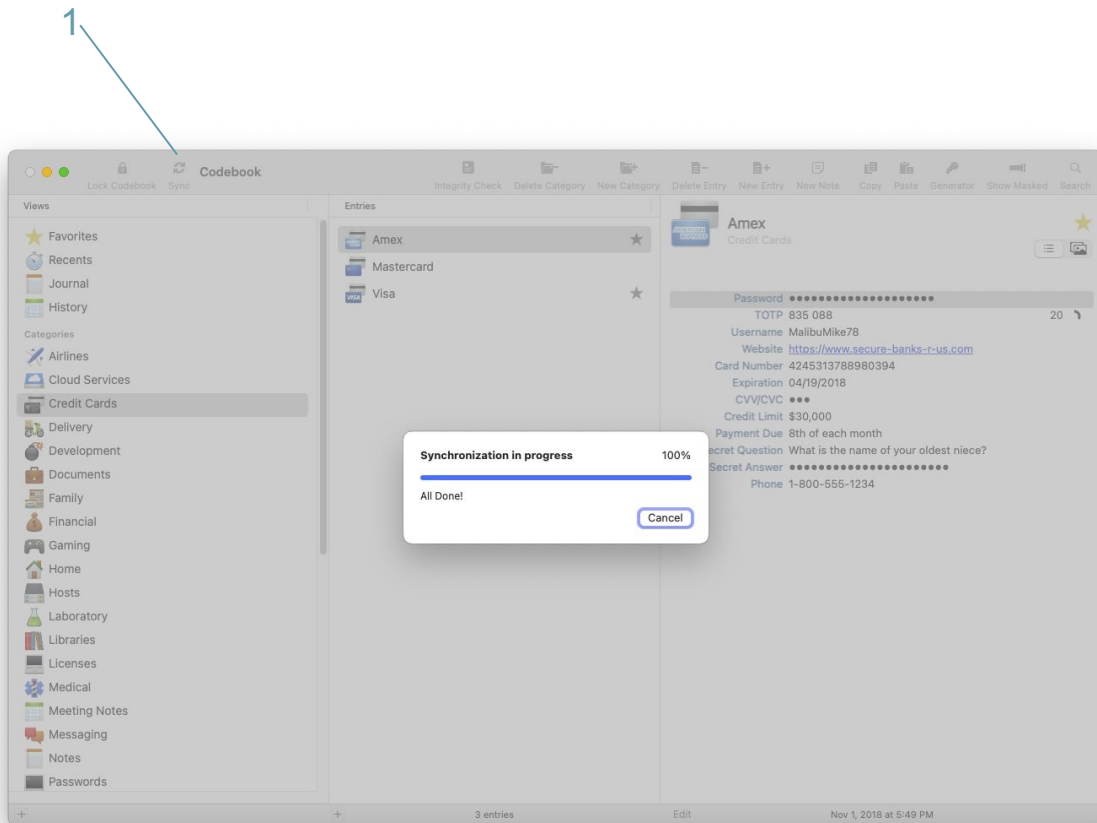 1
Codebook
Lock Codebook Sync
Integrity Check Delete Category New Category Delete Entry New Entry New Note Copy Paste Generator Show Masked Search
Views
Favorites
Recents
Journal
History
Categories
Airlines
Cloud Services
Credit Cards
Delivery
Development
Documents
Family
Financial
Gaming
Home
Hosts
Laboratory
Libraries
Licenses
Medical
Meeting Notes
Messaging
Notes
Passwords
+
Entries
Amex
Mastercard
VISA Visa
+ 3 entries
Amex
Credit Cards
Password ●●●●●●●●●●●●●●●●●●●●●
TOTP 835 088 20
Username MalibuMike78
Website https://www.secure-banks-r-us.com
Card Number 4245313788980394
Expiration 04/19/2018
CVV/CVC ●●●
Credit Limit $30,000
Payment Due 8th of each month
ecret Question What is the name of your oldest niece?
Secret Answer ●●●●●●●●●●●●●●●●●●●●●●●
Phone 1-800-555-1234
Edit Nov 1, 2018 at 5:49 PM
Synchronization in progress 100%
All Done!
Cancel